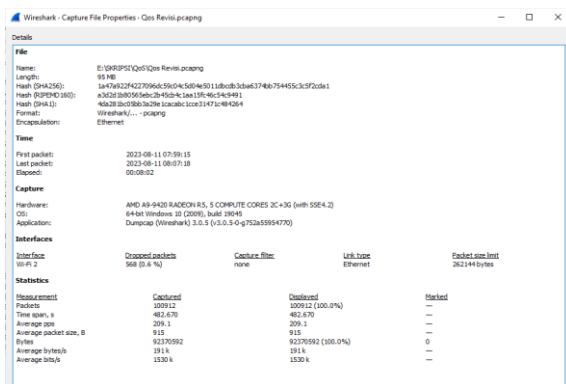 Wireshark - Capture File Properties - Qos Revisi.pcapng
Details
File
Name: E:\SKRIPSI\QoS\Qos Revisi.pcapng
Length: 95 MB
Hash (SHA256):
Hash (RIPEMD160):
Hash (SHA1):
Format: Wireshark/... - pcapng
Encapsulation: Ethernet
Time
First packet: 2023-08-11 07:59:15
Last packet: 2023-08-11 08:07:18
Elapsed: 00:08:02
Capture
Hardware: AMD A9-9420 RADEON R5, 5 COMPUTE CORES 2C+3G (with SSE4.2)
OS: 64-bit Windows 10 (2009), build 19045
Application: Dumpcap (Wireshark) 3.0.5 (v3.0.5-0-g752a55954770)
Interfaces
Interface Dropped packets Capture filter Link type Packet size limit
Wi-Fi 2 568 (0.6 %) none Ethernet 262144 bytes
Statistics
Measurement Captured Displayed Marked
Packets 100912 100912 (100.0%) —
Time span, s 482.670 482.670 —
Average pps 209.1 209.1 —
Average packet size, B 915 915 —
Bytes 92370592 92370592 (100.0%) 0
Average bytes/s 191 k 191 k —
Average bits/s 1530 k 1530 k —